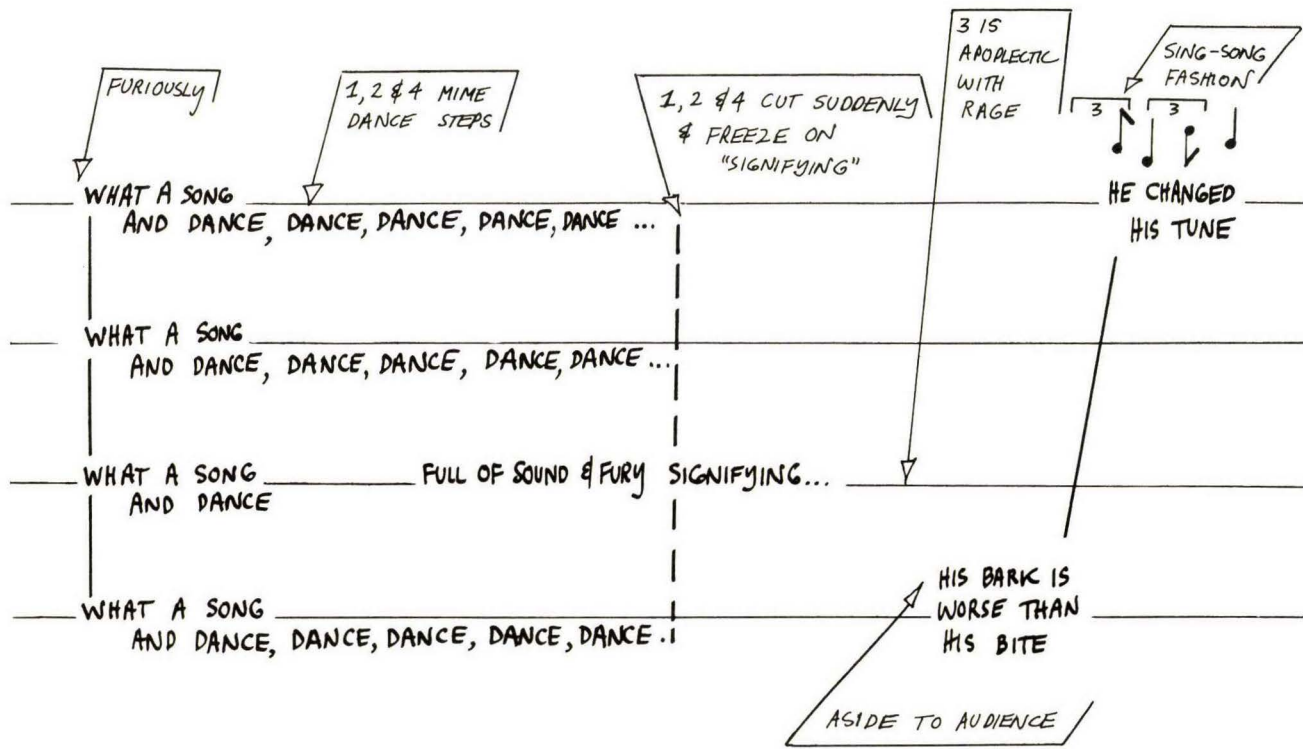 FURIOUSLY
1, 2 & 4 MIME
DANCE STEPS
1, 2 & 4 CUT SUDDENLY
& FREEZE ON
"SIGNIFYING"
3 IS
APOPLECTIC
WITH
RAGE
SING-SONG
FASHION
3 3
WHAT A SONG
AND DANCE, DANCE, DANCE, DANCE, DANCE ...
HE CHANGED
HIS TUNE
WHAT A SONG
AND DANCE, DANCE, DANCE, DANCE, DANCE ...
WHAT A SONG
AND DANCE
FULL OF SOUND & FURY SIGNIFYING...
WHAT A SONG
AND DANCE, DANCE, DANCE, DANCE, DANCE ..
HIS BARK IS
WORSE THAN
HIS BITE
ASIDE TO AUDIENCE